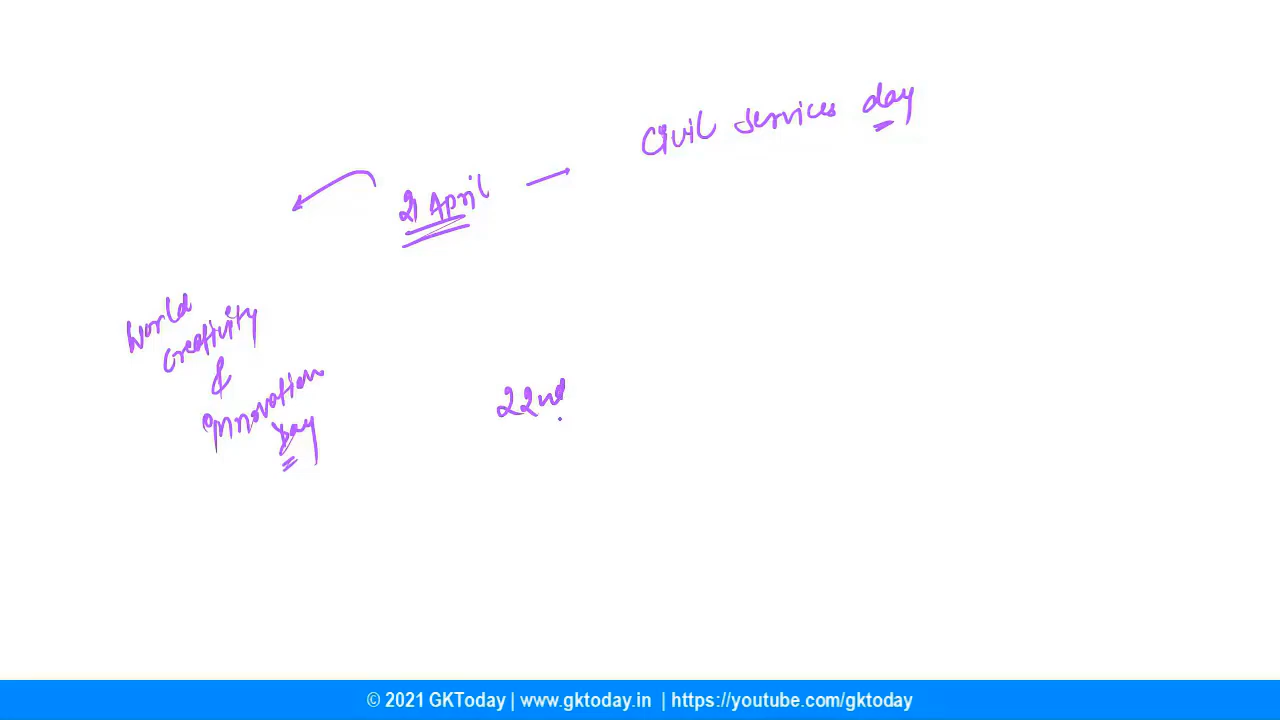 Civil services day
21 April
World
creativity
&
innovation
Day
22nd
© 2021 GKToday | www.gktoday.in | https://youtube.com/gktoday